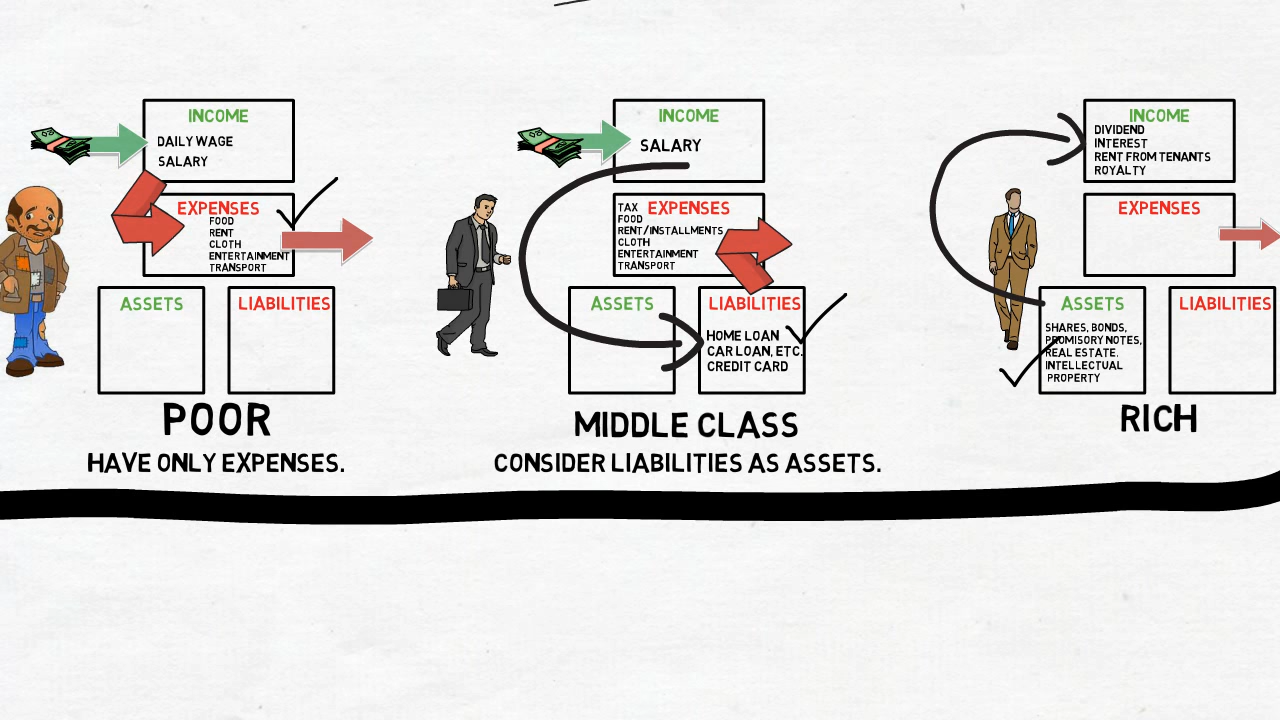 INCOME
DAILY WAGE
SALARY
EXPENSES
FOOD
RENT
CLOTH
ENTERTAINMENT
TRANSPORT
ASSETS
LIABILITIES
POOR
HAVE ONLY EXPENSES.
INCOME
SALARY
EXPENSES
TAX
FOOD
RENT/INSTALLMENTS
CLOTH
ENTERTAINMENT
TRANSPORT
ASSETS
LIABILITIES
HOME LOAN
CAR LOAN, ETC.
CREDIT CARD
MIDDLE CLASS
CONSIDER LIABILITIES AS ASSETS.
INCOME
DIVIDEND
INTEREST
RENT FROM TENANTS
ROYALTY
EXPENSES
ASSETS
SHARES, BONDS,
PROMISORY NOTES,
REAL ESTATE.
INTELLECTUAL
PROPERTY
LIABILITIES
RICH